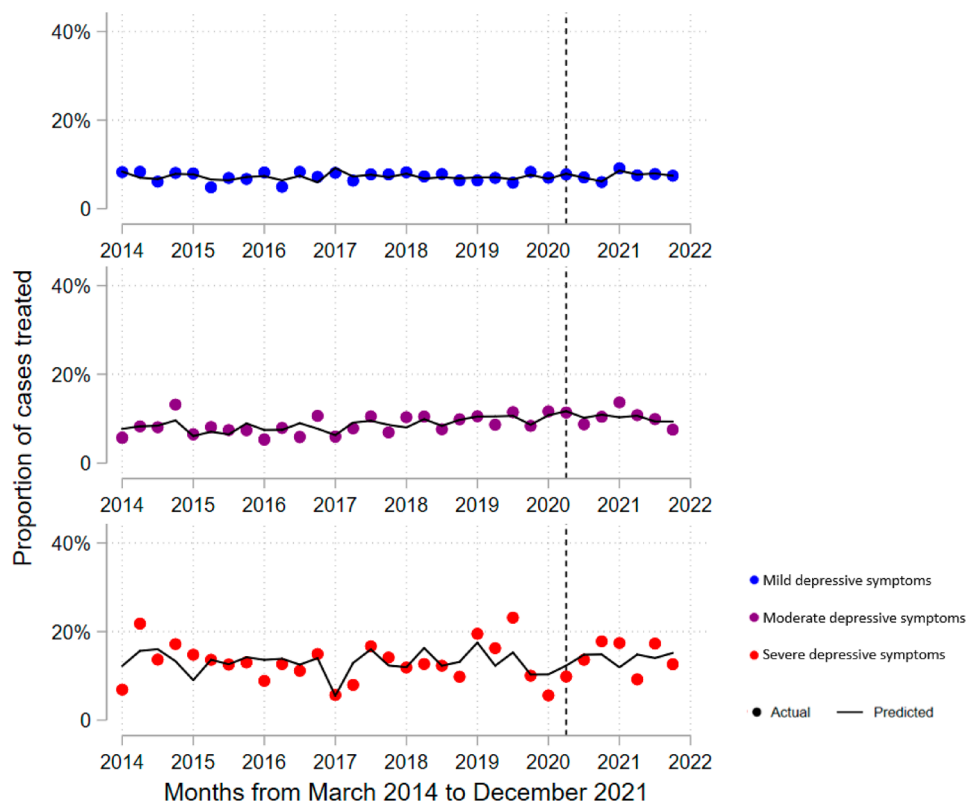 40%
20%
0
2014 2015 2016 2017 2018 2019 2020 2021 2022
40%
20%
0
2014 2015 2016 2017 2018 2019 2020 2021 2022
40%
20%
0
2014 2015 2016 2017 2018 2019 2020 2021 2022
Proportion of cases treated
Months from March 2014 to December 2021
Mild depressive symptoms
Moderate depressive symptoms
Severe depressive symptoms
Actual Predicted